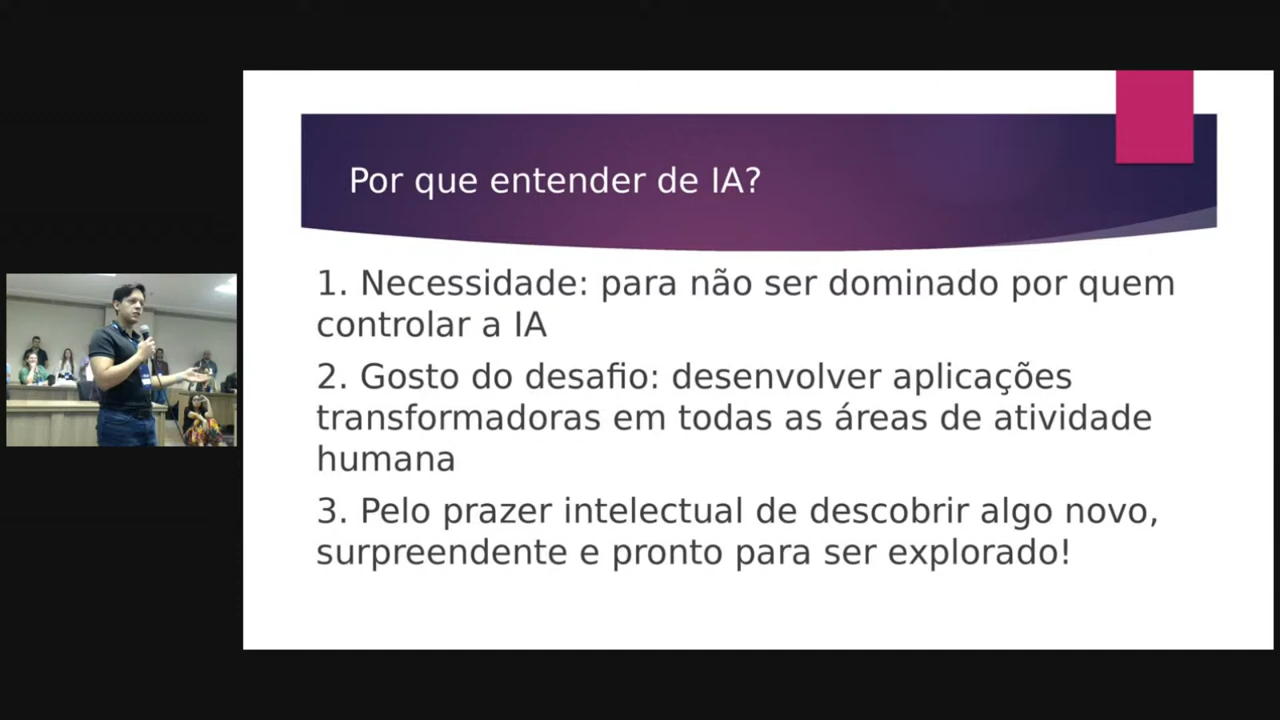 Por que entender de IA?
1. Necessidade: para não ser dominado por quem
controlar a IA
2. Gosto do desafio: desenvolver aplicações
transformadoras em todas as áreas de atividade
humana
3. Pelo prazer intelectual de descobrir algo novo,
surpreendente e pronto para ser explorado!